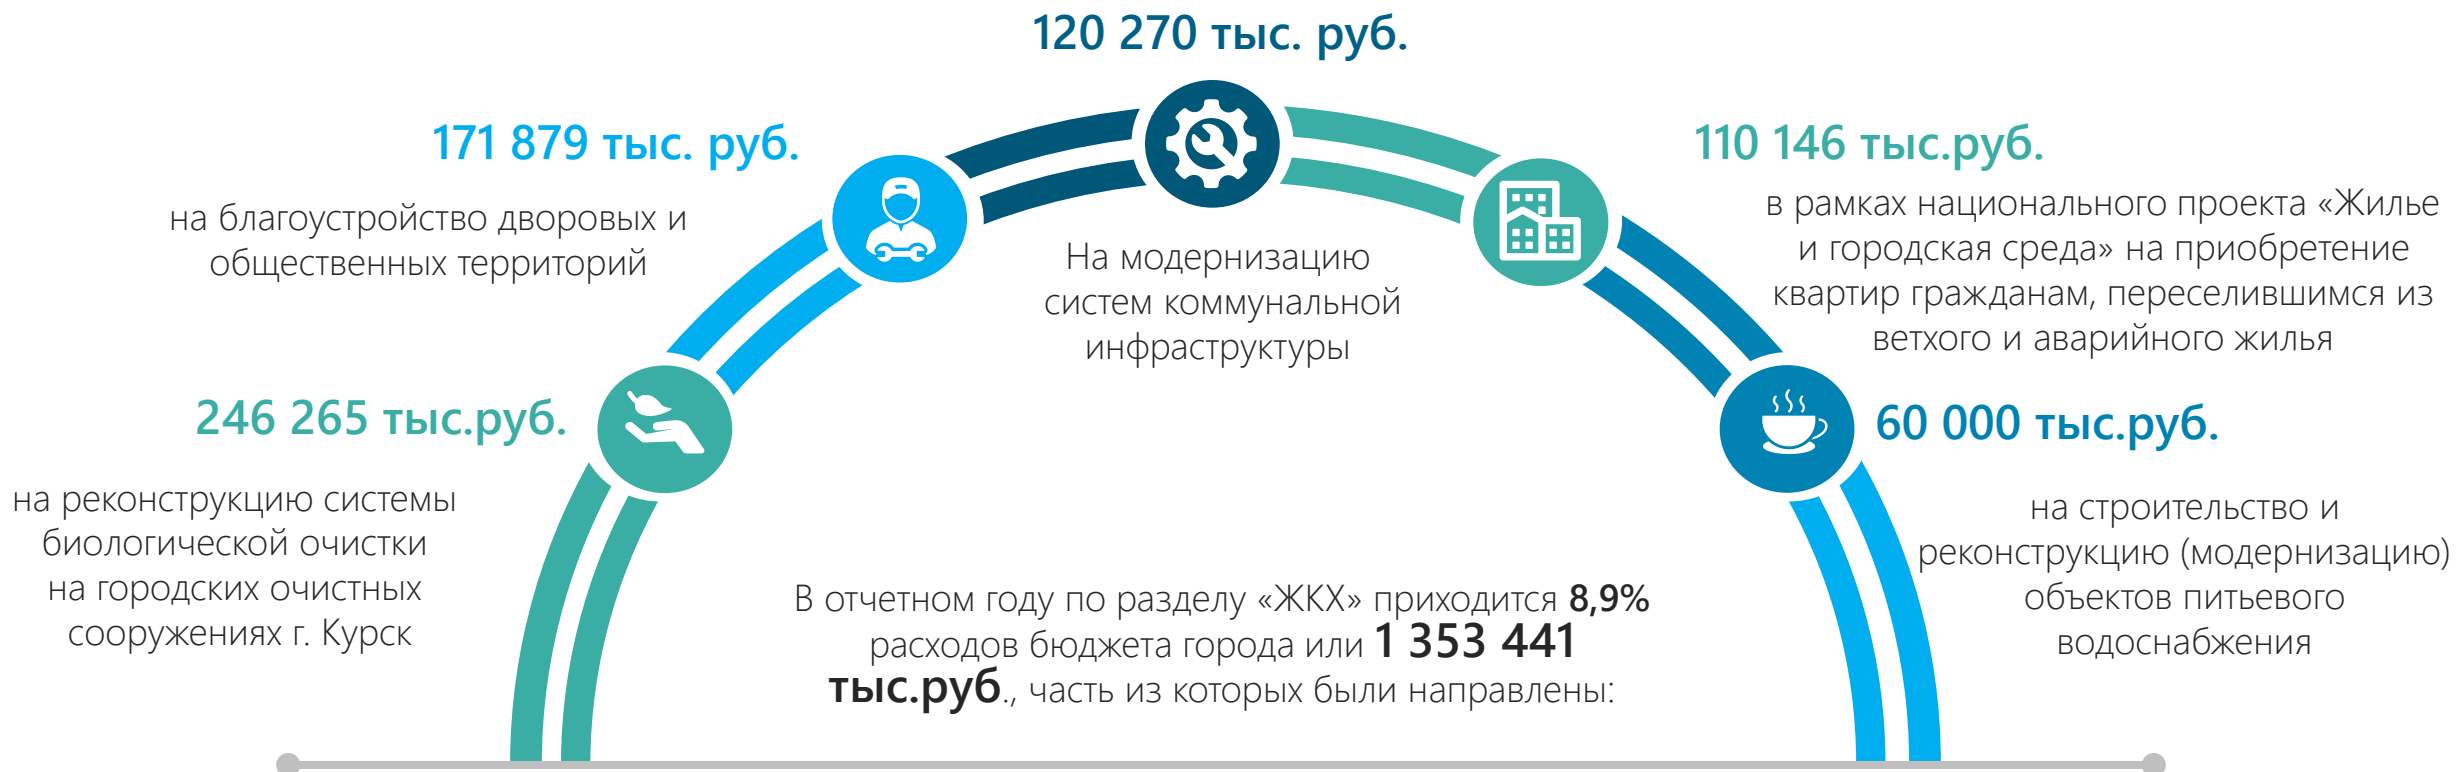 120 270 тыс. руб.
На модернизацию
систем коммунальной
инфраструктуры
171 879 тыс. руб.
на благоустройство дворовых и
общественных территорий
110 146 тыс.руб.
в рамках национального проекта «Жилье
и городская среда» на приобретение
квартир гражданам, переселившимся из
ветхого и аварийного жилья
246 265 тыс.руб.
на реконструкцию системы
биологической очистки
на городских очистных
сооружениях г. Курск
60 000 тыс.руб.
на строительство и
реконструкцию (модернизацию)
объектов питьевого
водоснабжения
В отчетном году по разделу «ЖКХ» приходится 8,9%
расходов бюджета города или 1 353 441
тыс.руб., часть из которых были направлены: